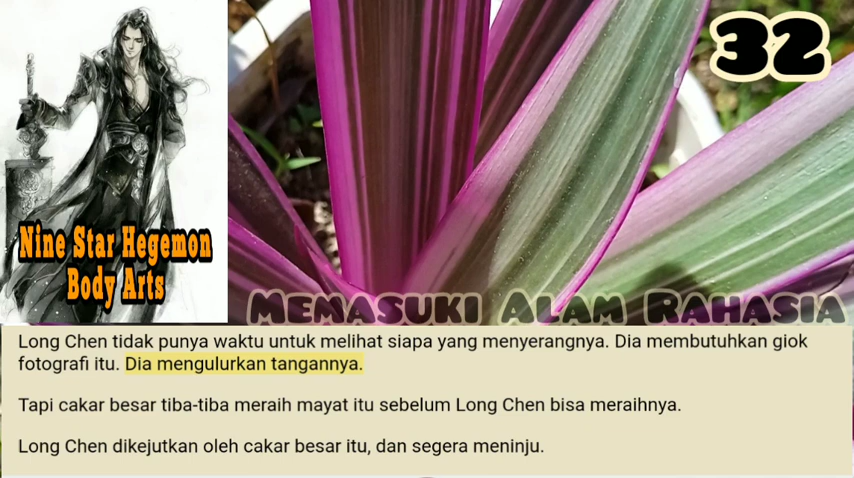 32
Nine Star Hegemon
Body Arts
Memasuki Alam Rahasia
Long Chen tidak punya waktu untuk melihat siapa yang menyerangnya. Dia membutuhkan giok
fotografi itu. Dia mengulurkan tangannya.
Tapi cakar besar tiba-tiba meraih mayat itu sebelum Long Chen bisa meraihnya.
Long Chen dikejutkan oleh cakar besar itu, dan segera meninju.